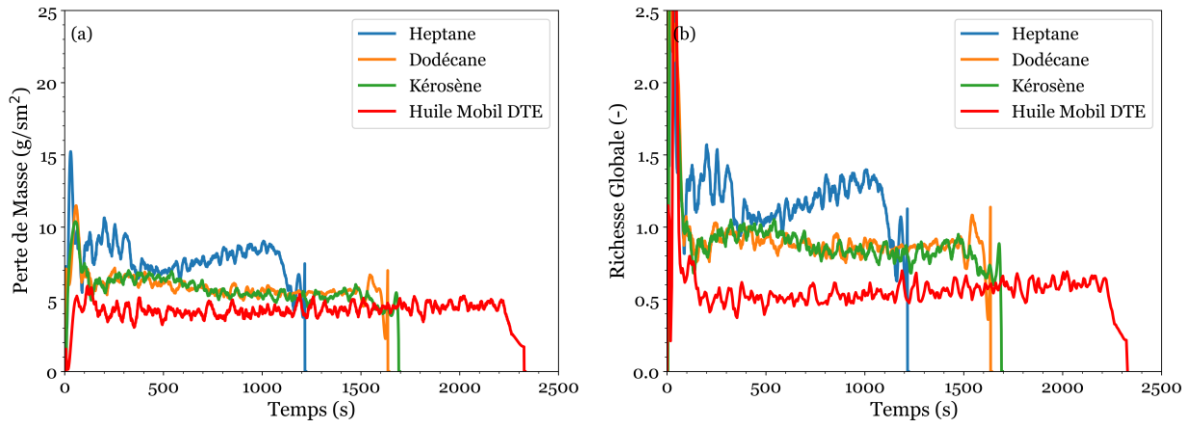 (a)
Heptane
Dodécane
Kérosène
Huile Mobil DTE
Perte de Masse (g/sm²)
25
20
15
10
5
0
0 500 1000 1500 2000 2500
Temps (s)
(b)
Heptane
Dodécane
Kérosène
Huile Mobil DTE
Richesse Globale (-)
2.5
2.0
1.5
1.0
0.5
0.0
0 500 1000 1500 2000 2500
Temps (s)